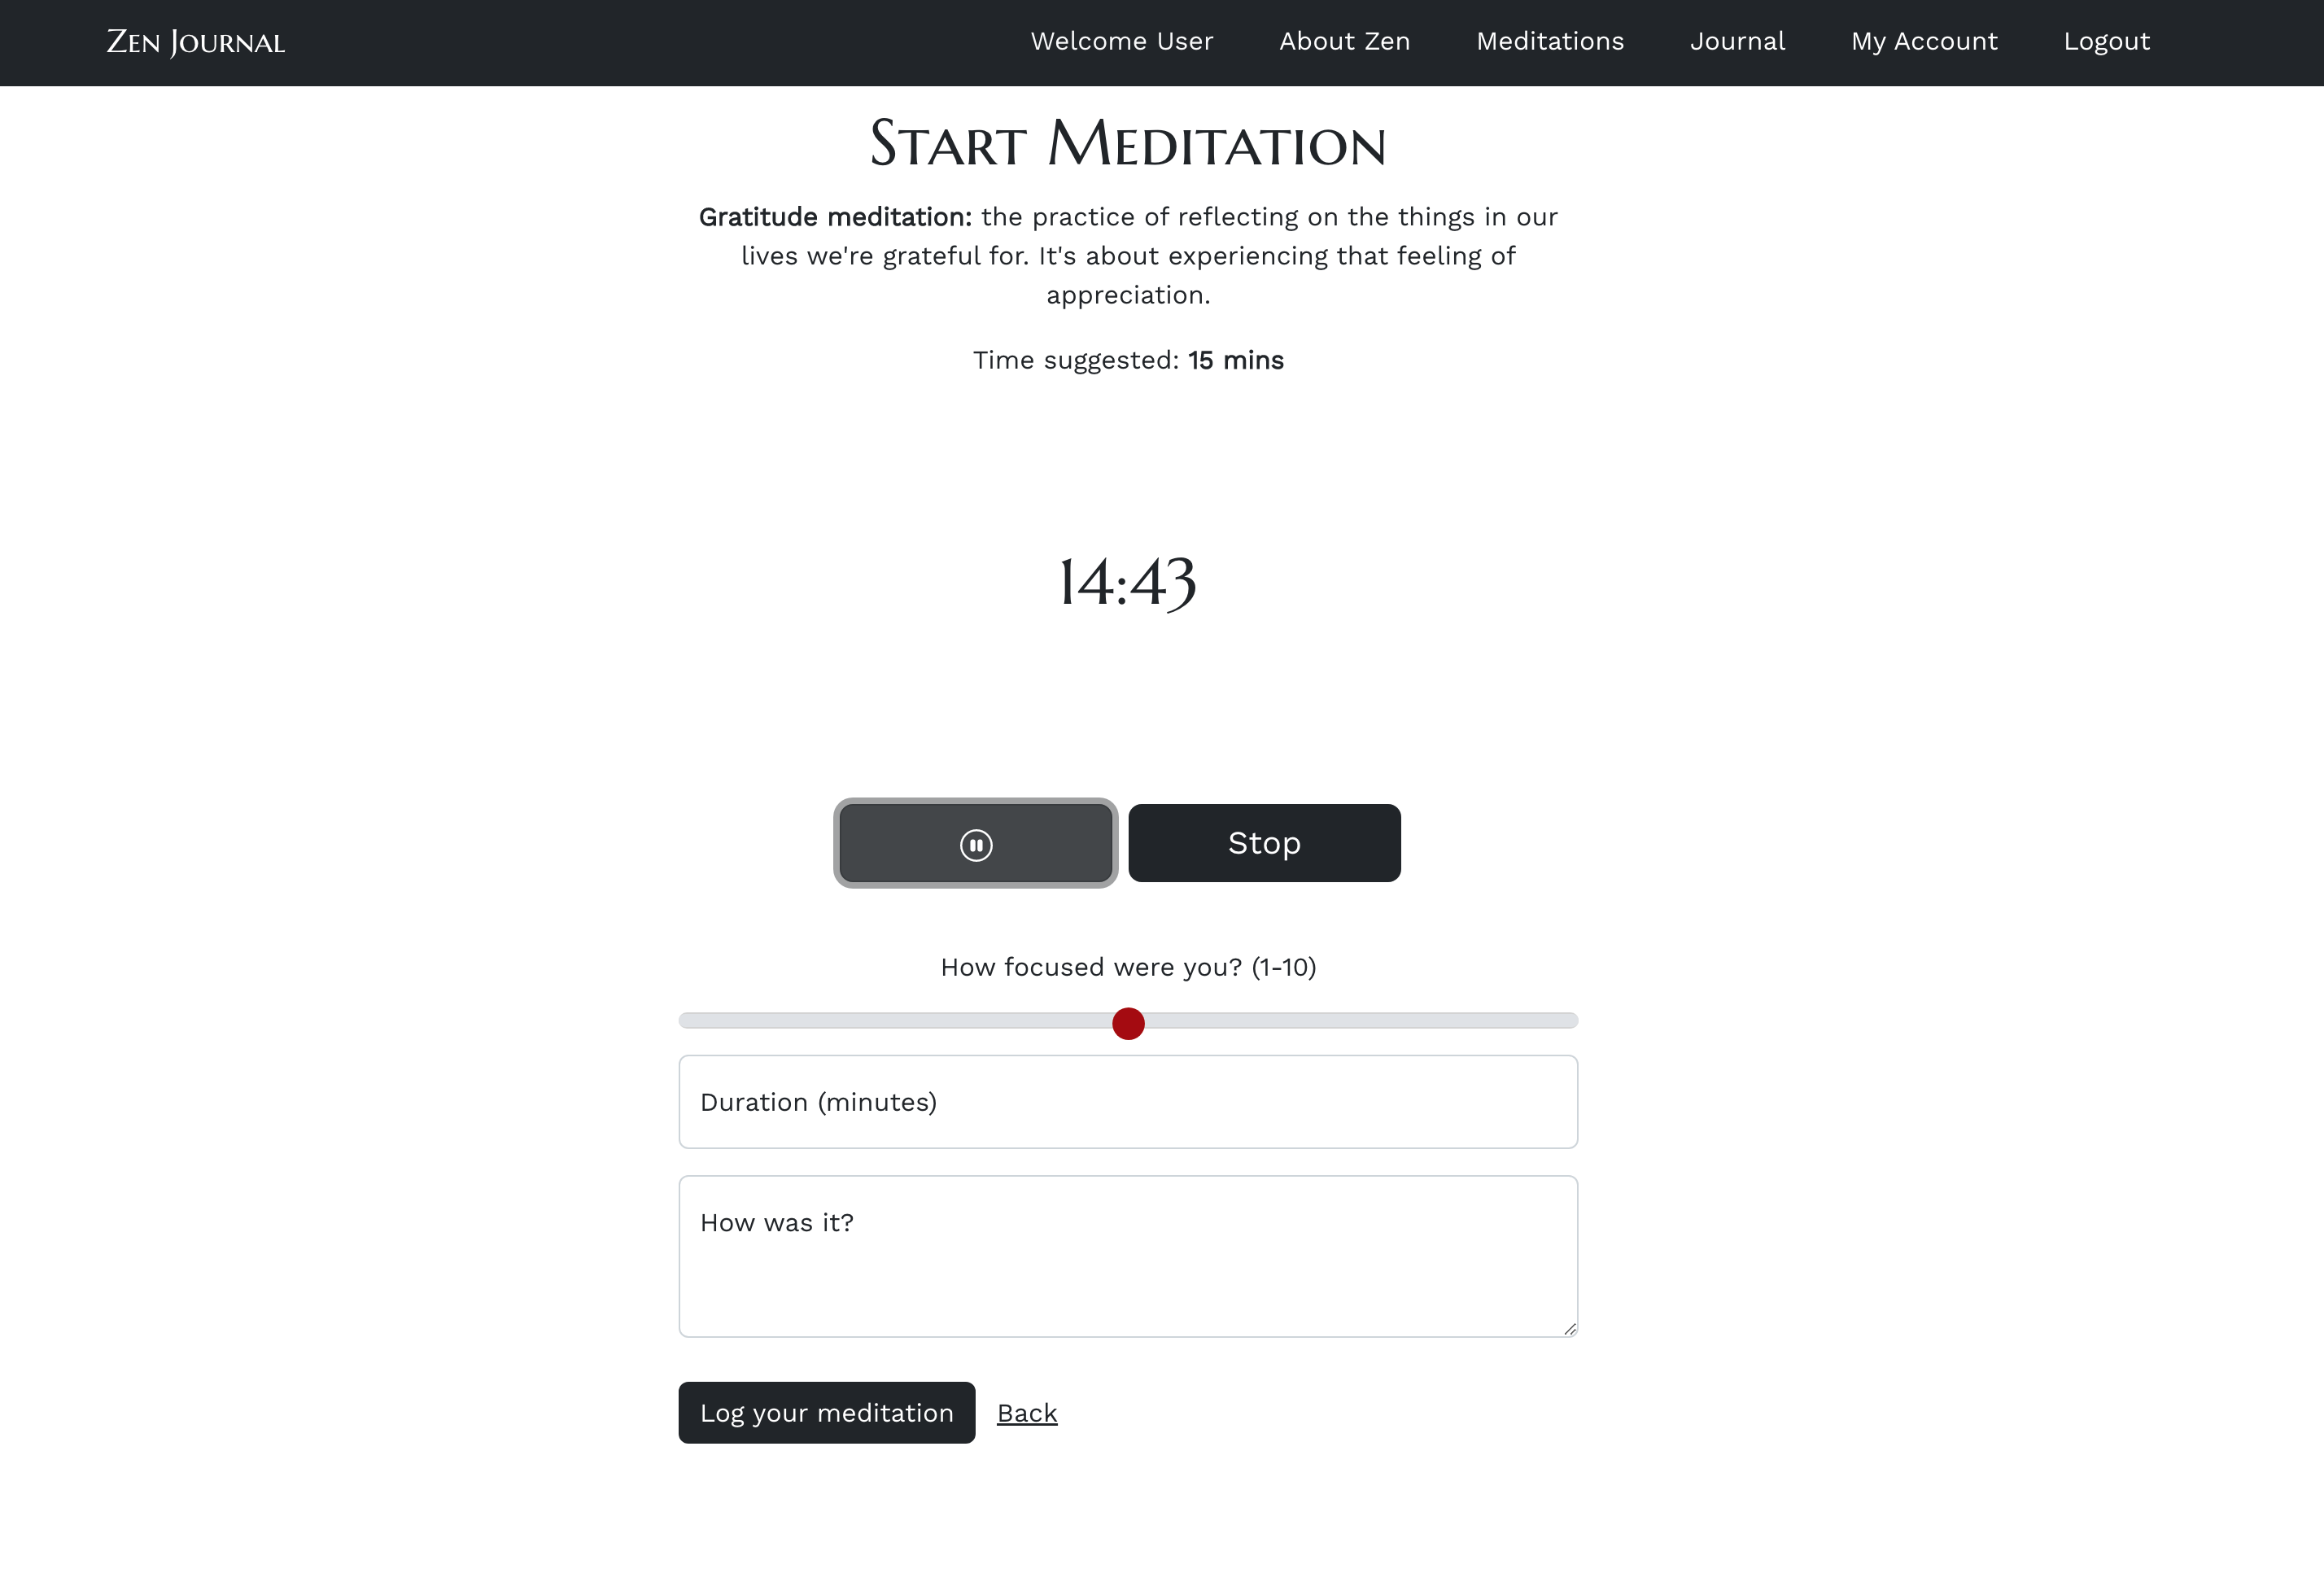 Zen Journal
Welcome User
About Zen
Meditations
Journal
My Account
Logout
Start Meditation
Gratitude meditation: the practice of reflecting on the things in our
lives we're grateful for. It's about experiencing that feeling of
appreciation.
Time suggested: 15 mins
14:43
Stop
How focused were you? (1-10)
Duration (minutes)
How was it?
Log your meditation
Back